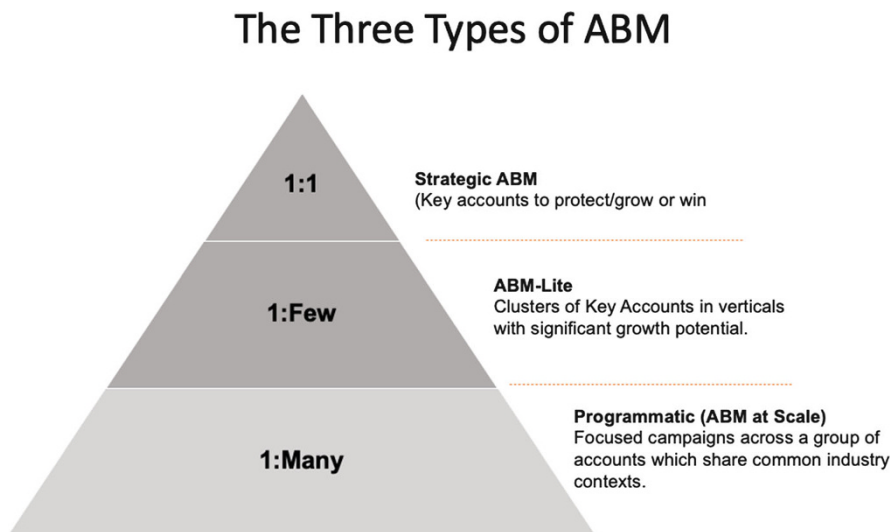 The Three Types of ABM
1:1
Strategic ABM
(Key accounts to protect/grow or win
1:Few
ABM-Lite
Clusters of Key Accounts in verticals
with significant growth potential.
1:Many
Programmatic (ABM at Scale)
Focused campaigns across a group of
accounts which share common industry
contexts.